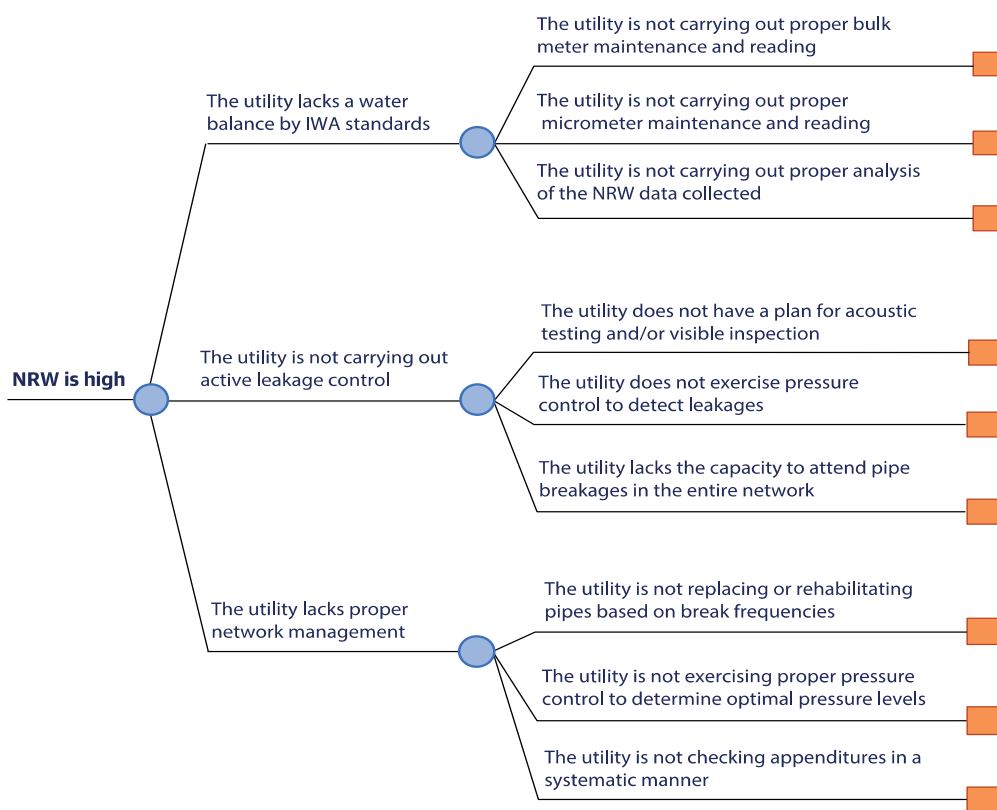 The utility is not carrying out proper bulk
meter maintenance and reading
The utility lacks a water
balance by IWA standards
The utility is not carrying out proper
micrometer maintenance and reading
The utility is not carrying out proper analysis
of the NRW data collected
NRW is high
The utility is not carrying out
active leakage control
The utility does not have a plan for acoustic
testing and/or visible inspection
The utility does not exercise pressure
control to detect leakages
The utility lacks the capacity to attend pipe
breakages in the entire network
The utility lacks proper
network management
The utility is not replacing or rehabilitating
pipes based on break frequencies
The utility is not exercising proper pressure
control to determine optimal pressure levels
The utility is not checking appenditures in a
systematic manner